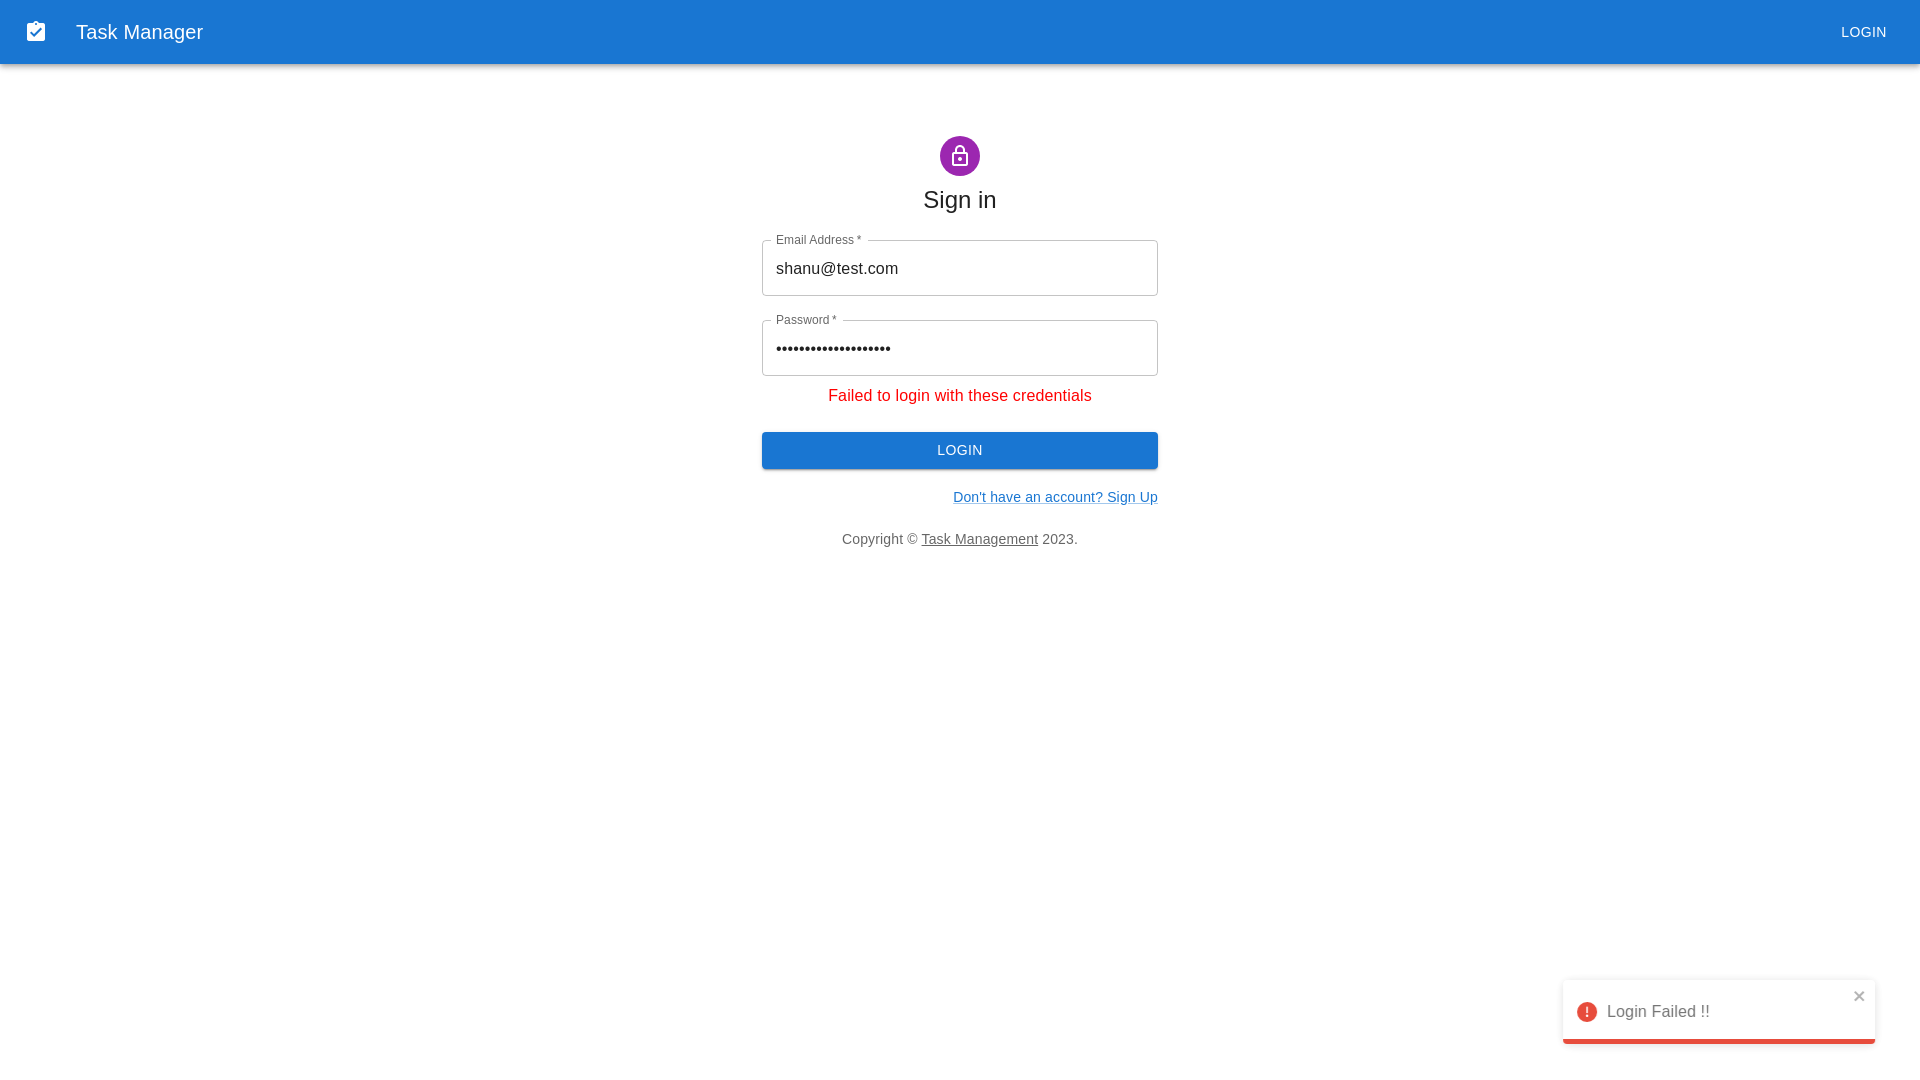 Task Manager
LOGIN
Sign in
Email Address *
shanu@test.com
Password *
••••••••••••••••••••
Failed to login with these credentials
LOGIN
Don't have an account? Sign Up
Copyright © Task Management 2023.
Login Failed !!